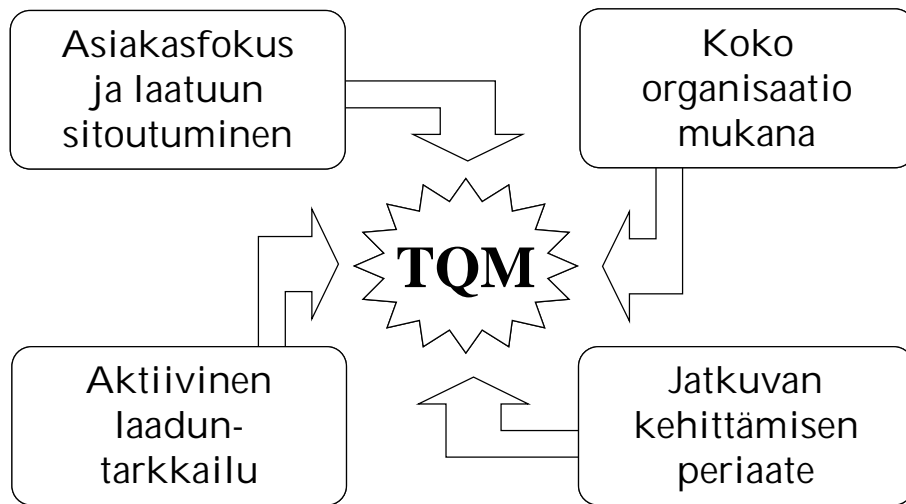 Asiakasfokus
ja laatuun
sitoutuminen
Koko
organisaatio
mukana
TQM
Aktiivinen
laadun-
tarkkailu
Jatkuvan
kehittämisen
periaate